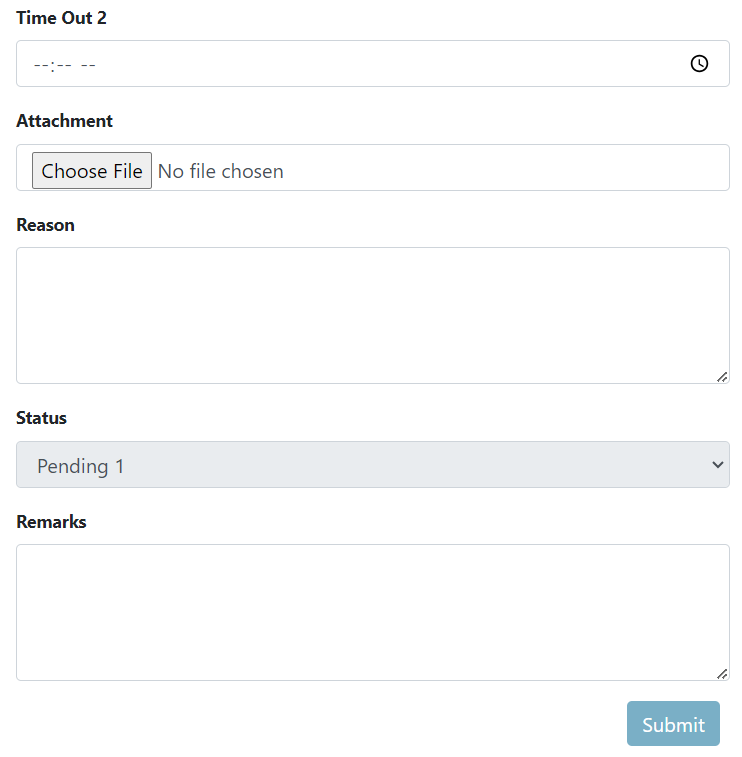 Time Out 2
--:-- --
Attachment
Choose File No file chosen
Reason
Status
Pending 1
Remarks
Submit